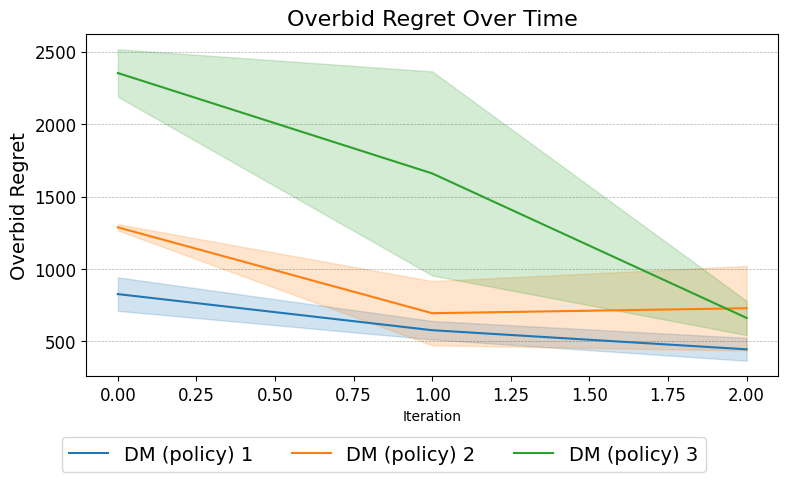 Overbid Regret Over Time
Overbid Regret
2500
2000
1500
1000
500
0.00 0.25 0.50 0.75 1.00 1.25 1.50 1.75 2.00
Iteration
DM (policy) 1 DM (policy) 2 DM (policy) 3